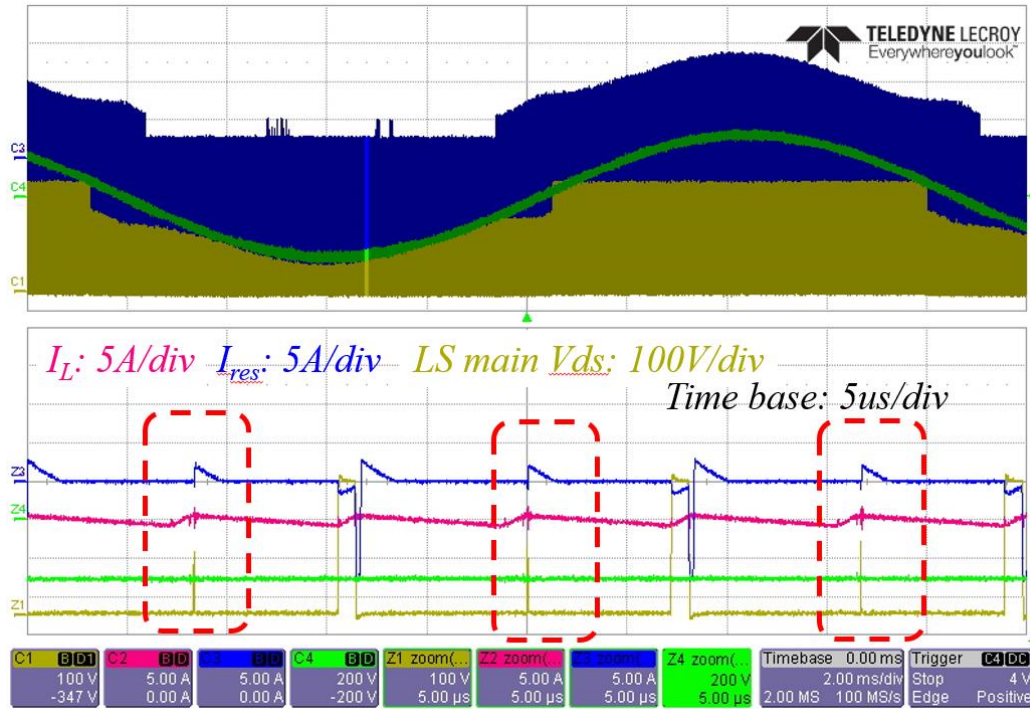 TELEDYNE LECROY
Everywhereyoulook™
C3
C4
C1
I_L: 5A/div I_res: 5A/div LS main Vds: 100V/div
Time base: 5us/div
Z3
Z4
Z1
C1 B D1 C2 B D C3 B D C4 B D Z1 zoom(... Z2 zoom(... Z3 zoom(... Z4 zoom(... Timebase 0.00 ms Trigger C4 DC
100 V 5.00 A 5.00 A 200 V 100 V 5.00 A 5.00 A 200 V 2.00 ms/div Stop 4 V
-347 V 0.00 A 0.00 A -200 V 5.00 µs 5.00 µs 5.00 µs 5.00 µs 2.00 MS 100 MS/s Edge Positive